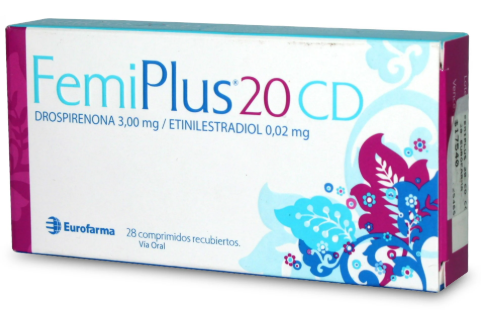 FemiPlus® 20 CD
DROSPIRENONA 3,00 mg / ETINILESTRADIOL 0,02 mg
Eurofarma
28 comprimidos recubiertos.
Vía Oral